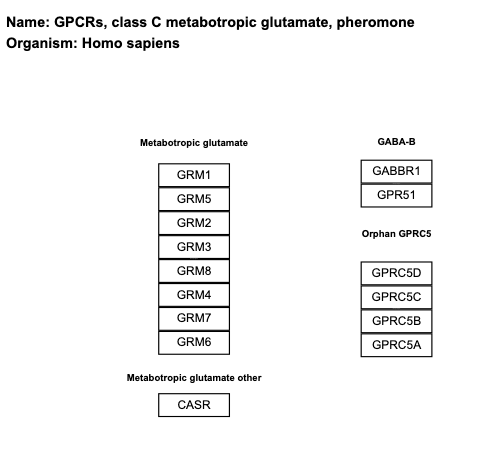 Name: GPCRs, class C metabotropic glutamate, pheromone
Organism: Homo sapiens
Metabotropic glutamate
GRM1
GRM5
GRM2
GRM3
GRM8
GRM4
GRM7
GRM6
Metabotropic glutamate other
CASR
GABA-B
GABBR1
GPR51
Orphan GPRC5
GPRC5D
GPRC5C
GPRC5B
GPRC5A